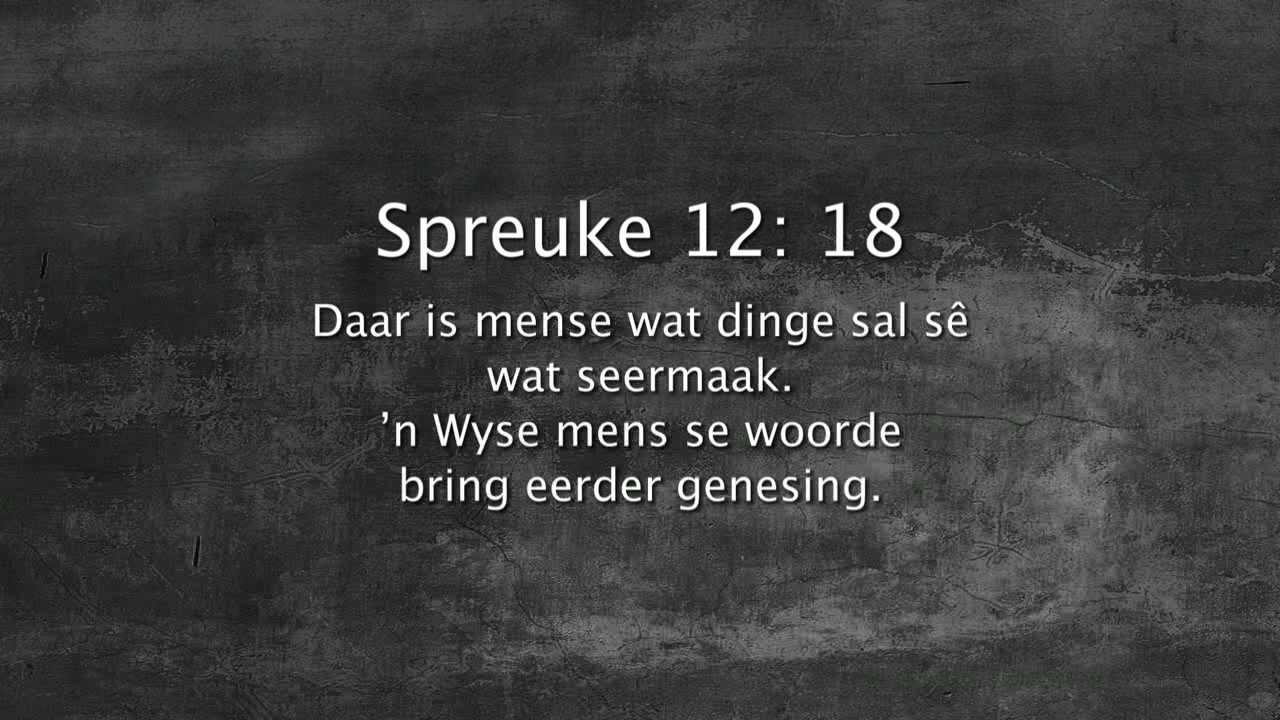 Spreuke 12: 18
Daar is mense wat dinge sal sê
wat seermaak.
’n Wyse mens se woorde
bring eerder genesing.